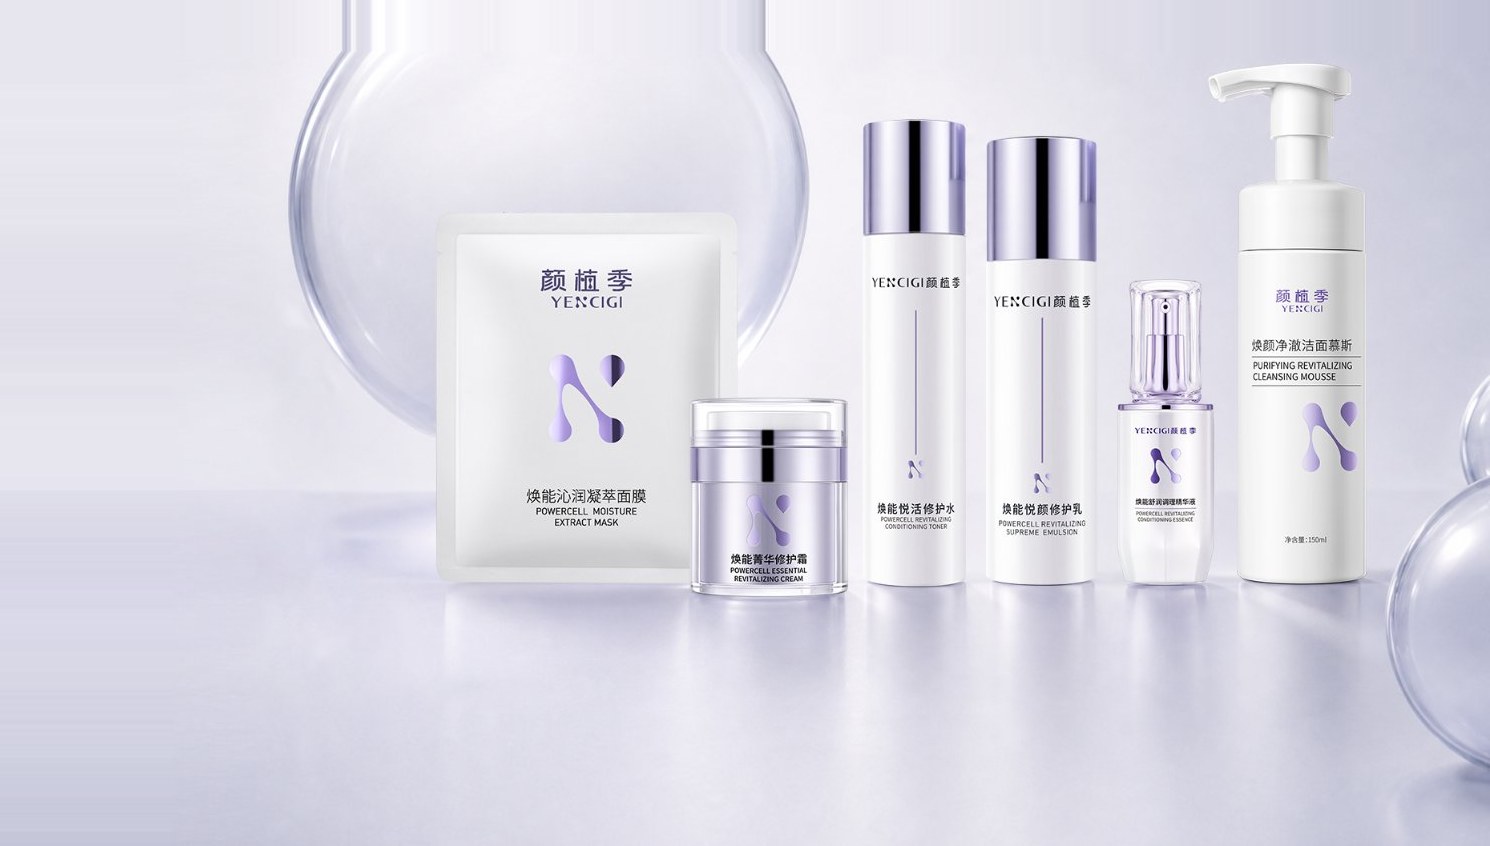 颜植季
YENCIGI
焕能沁润凝萃面膜
POWERCELL MOISTURE
EXTRACT MASK
焕能菁华修护霜
POWERCELL ESSENTIAL
REVITALIZING CREAM
YENCIGI颜植季
焕能悦活修护水
POWERCELL REVITALIZING
CONDITIONING TONER
YENCIGI颜植季
焕能悦颜修护乳
POWERCELL REVITALIZING
SUPREME EMULSION
YENCIGI颜植季
焕能舒润调理精华液
POWERCELL REVITALIZING
CONDITIONING ESSENCE
颜植季
YENCIGI
焕颜净澈洁面慕斯
PURIFYING REVITALIZING
CLEANSING MOUSSE
净含量:150ml